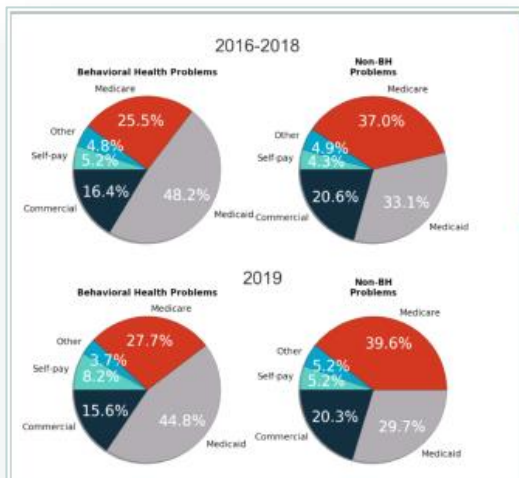 2016-2018
Behavioral Health Problems
Medicare
25.5%
Other
4.8%
Self-pay
5.2%
16.4%
Commercial
48.2%
Medicaid
Non-BH
Problems
Medicare
37.0%
Other
4.9%
Self-pay
4.3%
20.6%
Commercial
33.1%
Medicaid
2019
Behavioral Health Problems
Medicare
27.7%
Other
3.7%
Self-pay
8.2%
15.6%
Commercial
44.8%
Medicaid
Non-BH
Problems
Medicare
39.6%
Other
5.2%
Self-pay
5.2%
20.3%
Commercial
29.7%
Medicaid